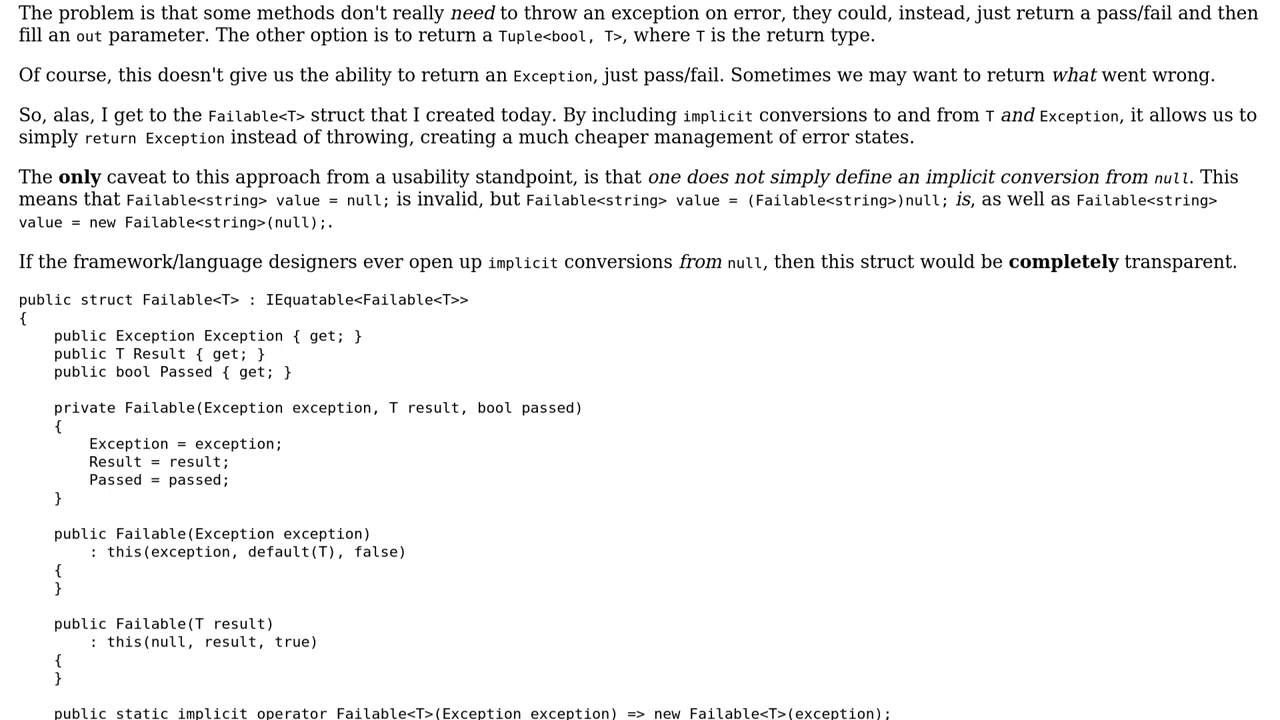 The problem is that some methods don't really need to throw an exception on error, they could, instead, just return a pass/fail and then
fill an out parameter. The other option is to return a Tuple<bool, T>, where T is the return type.
Of course, this doesn't give us the ability to return an Exception, just pass/fail. Sometimes we may want to return what went wrong.
So, alas, I get to the Failable<T> struct that I created today. By including implicit conversions to and from T and Exception, it allows us to
simply return Exception instead of throwing, creating a much cheaper management of error states.
The only caveat to this approach from a usability standpoint, is that one does not simply define an implicit conversion from null. This
means that Failable<string> value = null; is invalid, but Failable<string> value = (Failable<string>)null; is, as well as Failable<string>
value = new Failable<string>(null);.
If the framework/language designers ever open up implicit conversions from null, then this struct would be completely transparent.
public struct Failable<T> : IEquatable<Failable<T>>
{
    public Exception Exception { get; }
    public T Result { get; }
    public bool Passed { get; }
    private Failable(Exception exception, T result, bool passed)
    {
        Exception = exception;
        Result = result;
        Passed = passed;
    }
    public Failable(Exception exception)
        : this(exception, default(T), false)
    {
    }
    public Failable(T result)
        : this(null, result, true)
    {
    }
    public static implicit operator Failable<T>(Exception exception) => new Failable<T>(exception);